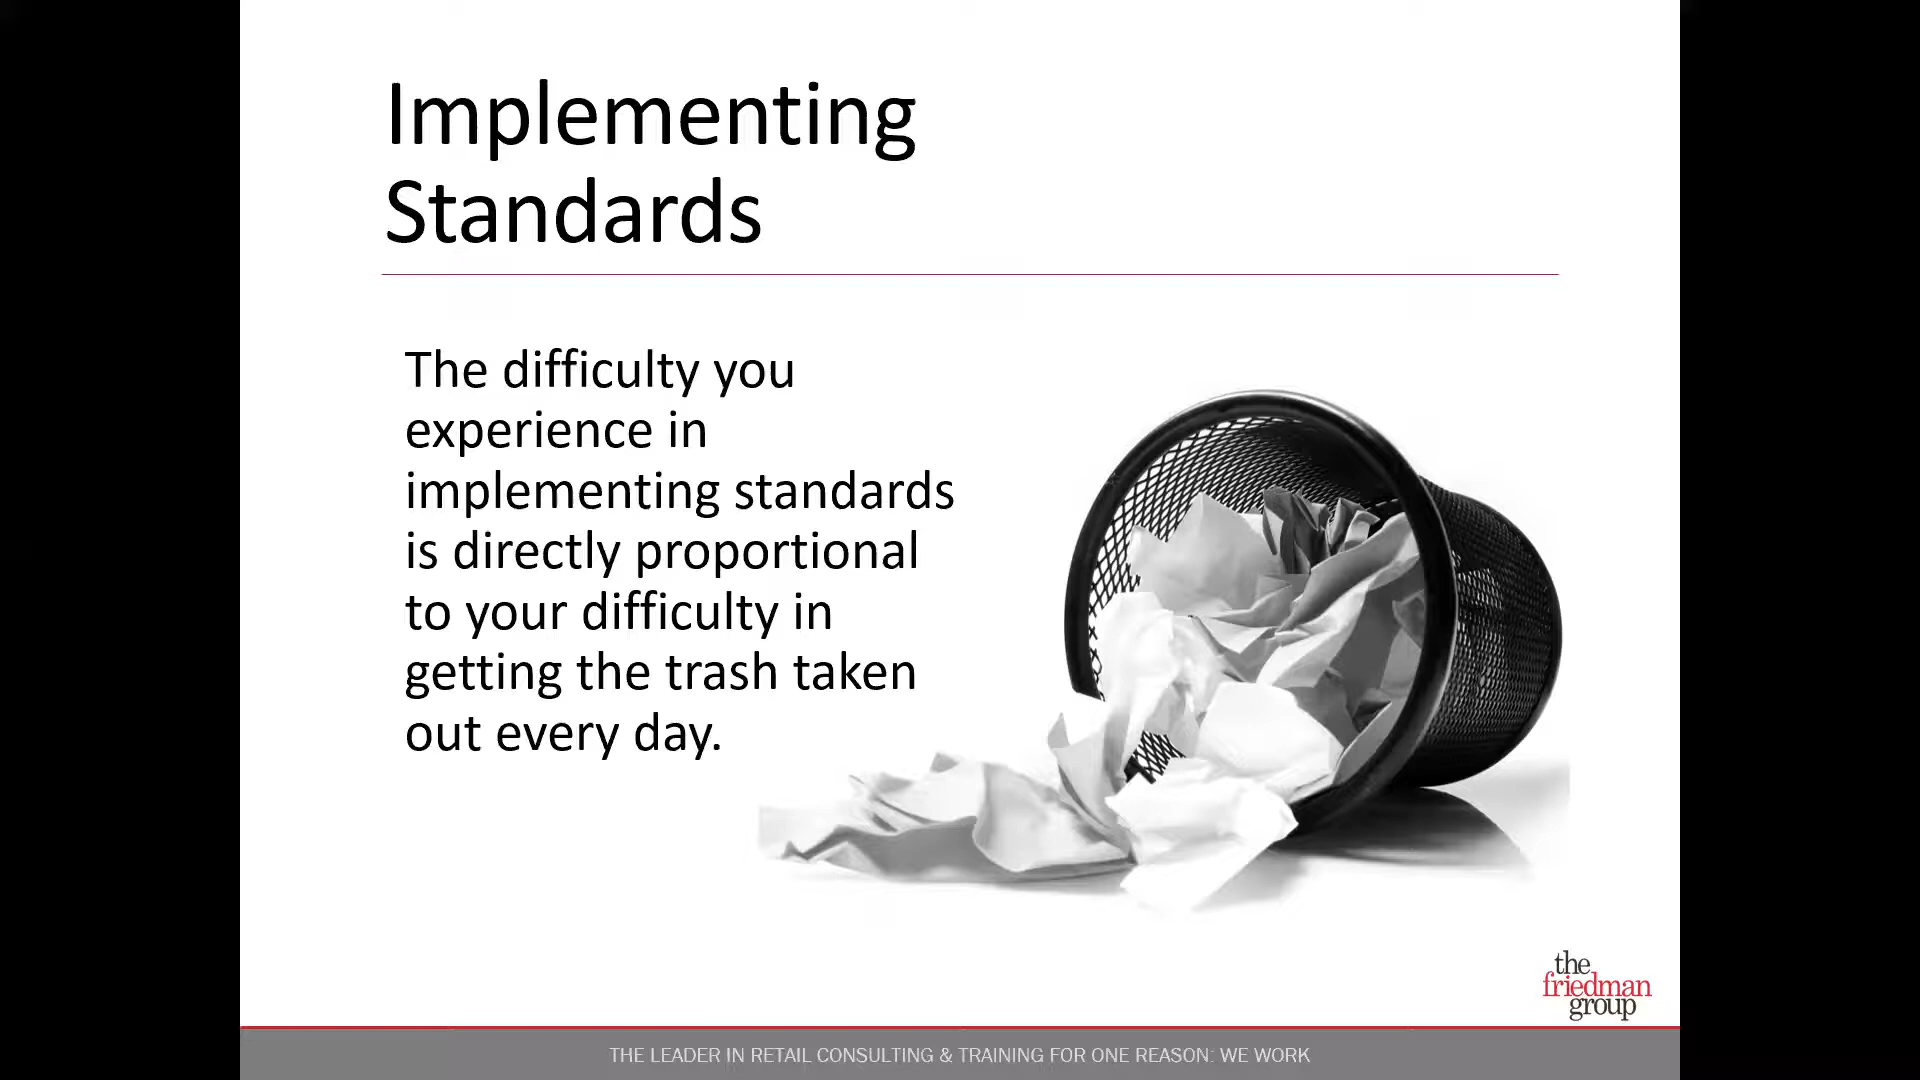 Implementing
Standards
The difficulty you
experience in
implementing standards
is directly proportional
to your difficulty in
getting the trash taken
out every day.
the
friedman
group
THE LEADER IN RETAIL CONSULTING & TRAINING FOR ONE REASON: WE WORK